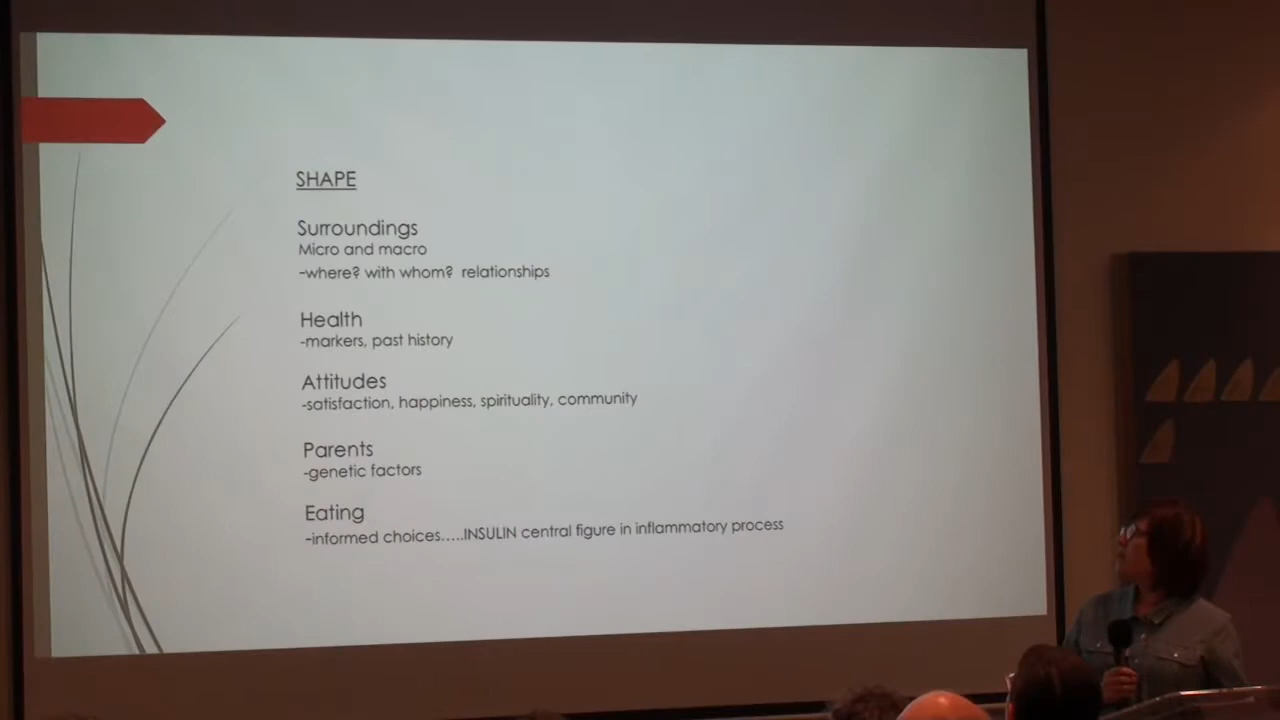 SHAPE
Surroundings
Micro and macro
-where? with whom? relationships
Health
-markers, past history
Attitudes
-satisfaction, happiness, spirituality, community
Parents
-genetic factors
Eating
-informed choices.....INSULIN central figure in inflammatory process